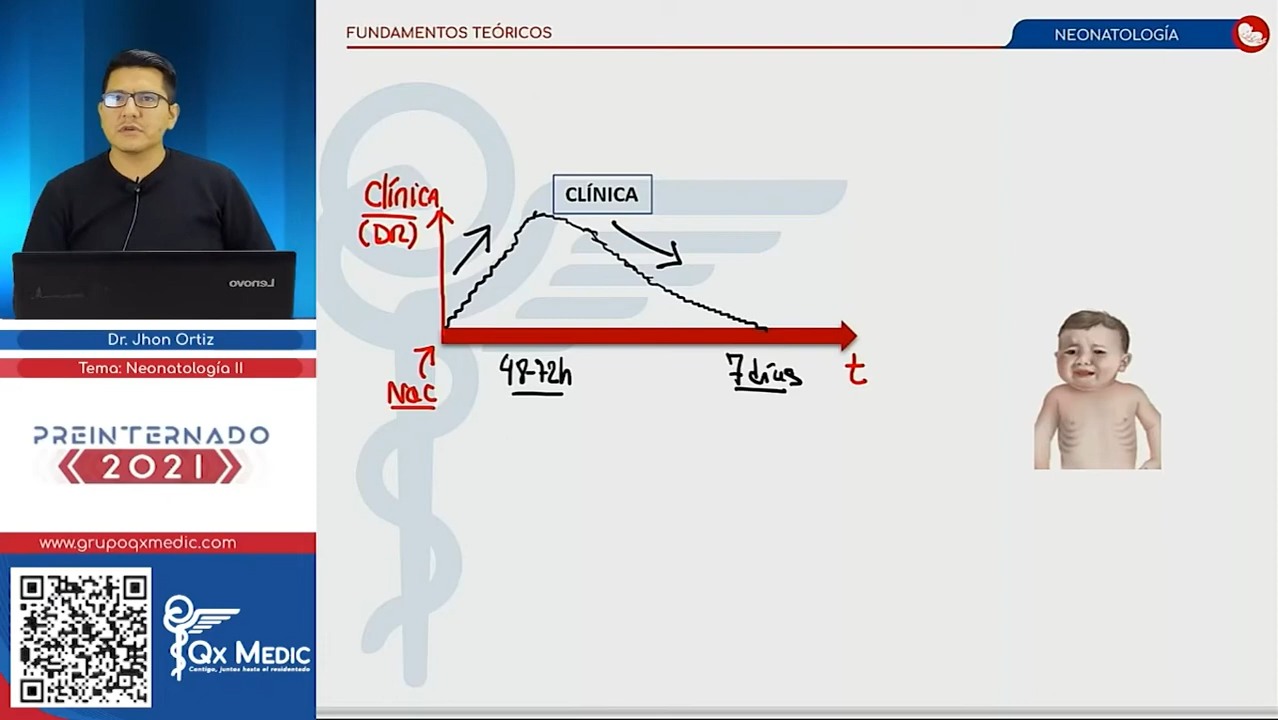 FUNDAMENTOS TEÓRICOS
NEONATOLOGÍA
Clínica
(DR)
CLÍNICA
Nac
48-72h
7 días
t
Lenovo
Dr. Jhon Ortiz
Tema: Neonatología II
PREINTERNADO
2021
www.grupoqxmedic.com
Qx MEDIC
Contigo, juntos hasta el residentado